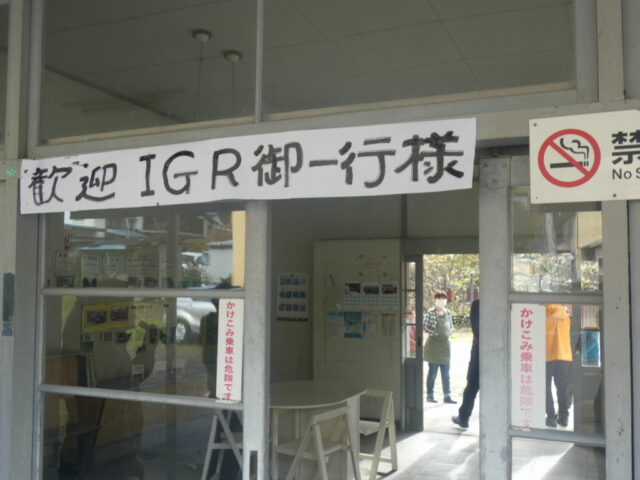 歓迎 IGR御一行様
禁
No S
かけこみ乗車は危険です
かけこみ乗車は危険です